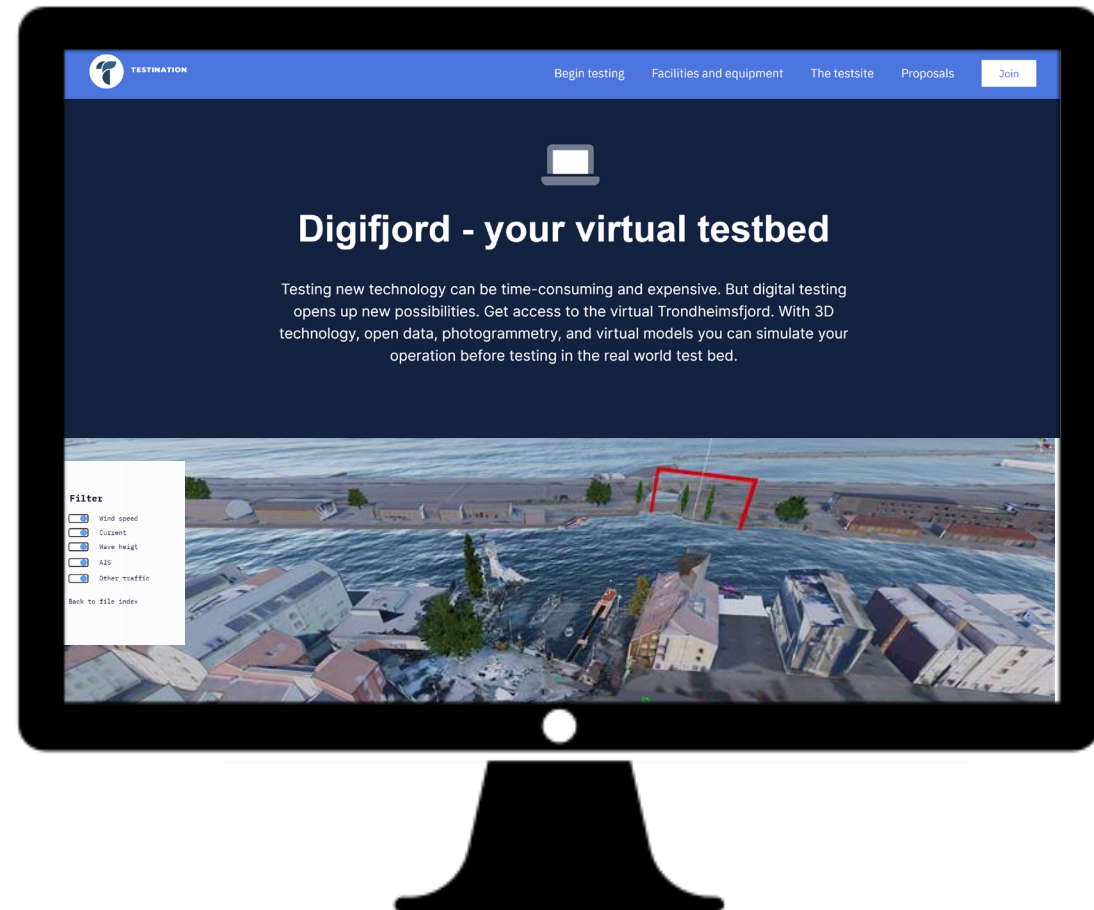 TESTINATION
Begin testing Facilities and equipment The testsite Proposals Join
Digifjord - your virtual testbed
Testing new technology can be time-consuming and expensive. But digital testing
opens up new possibilities. Get access to the virtual Trondheimsfjord. With 3D
technology, open data, photogrammetry, and virtual models you can simulate your
operation before testing in the real world test bed.
Filter
Wind speed
Current
Wave heigt
AIS
Other traffic
Back to file index